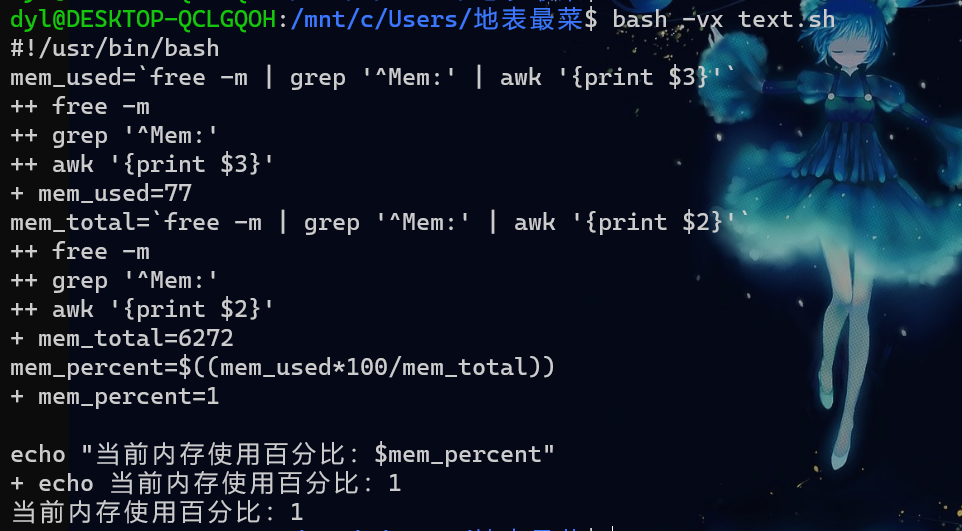 dyl@DESKTOP-QCLGQOH:/mnt/c/Users/地表最菜$ bash -vx text.sh
#!/usr/bin/bash
mem_used=`free -m | grep '^Mem:' | awk '{print $3}'`
++ free -m
++ grep '^Mem:'
++ awk '{print $3}'
+ mem_used=77
mem_total=`free -m | grep '^Mem:' | awk '{print $2}'`
++ free -m
++ grep '^Mem:'
++ awk '{print $2}'
+ mem_total=6272
mem_percent=$((mem_used*100/mem_total))
+ mem_percent=1
echo "当前内存使用百分比：$mem_percent"
+ echo 当前内存使用百分比：1
当前内存使用百分比：1